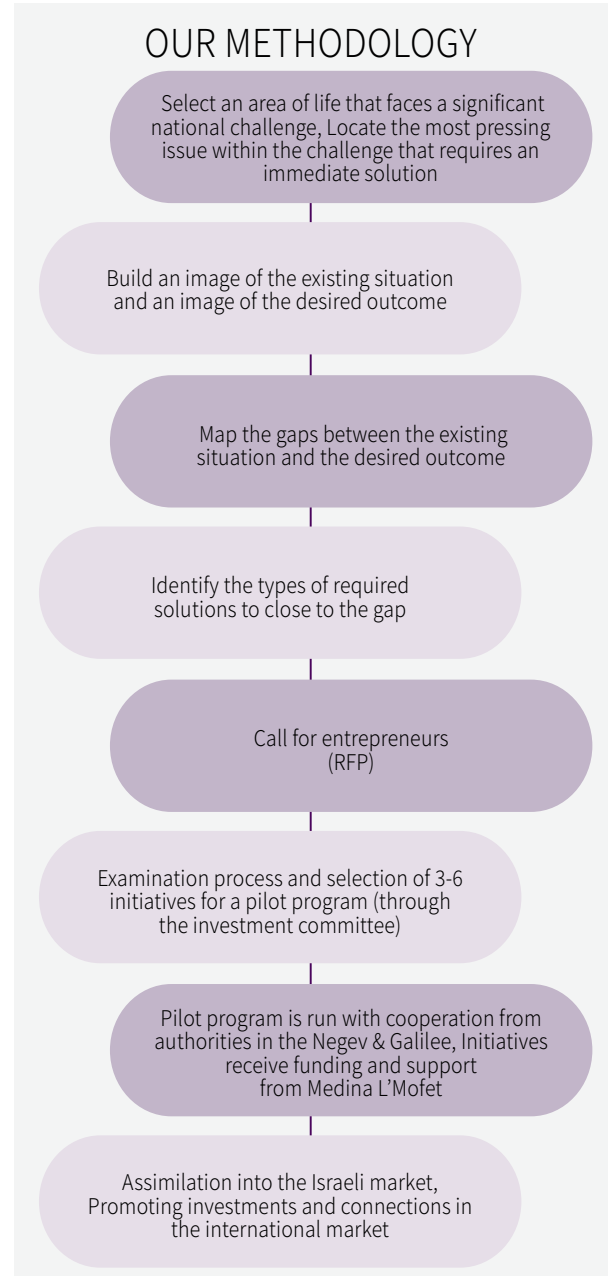 OUR METHODOLOGY
Select an area of life that faces a significant
national challenge, Locate the most pressing
issue within the challenge that requires an
immediate solution
Build an image of the existing situation
and an image of the desired outcome
Map the gaps between the existing
situation and the desired outcome
Identify the types of required
solutions to close to the gap
Call for entrepreneurs
(RFP)
Examination process and selection of 3-6
initiatives for a pilot program (through
the investment committee)
Pilot program is run with cooperation from
authorities in the Negev & Galilee, Initiatives
receive funding and support
from Medina L’Mofet
Assimilation into the Israeli market,
Promoting investments and connections in
the international market